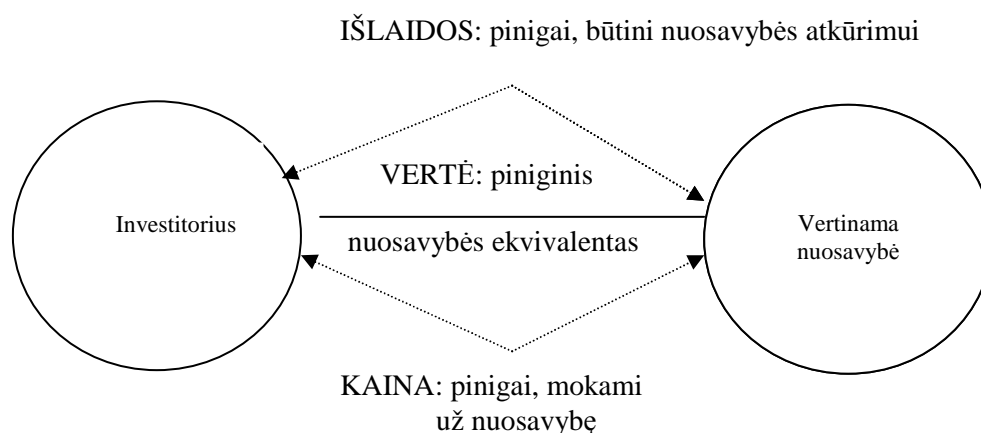 IŠLAIDOS: pinigai, būtini nuosavybės atkūrimui
VERTĖ: piniginis
Investitorius
Vertinama
nuosavybė
nuosavybės ekvivalentas
KAINA: pinigai, mokami
už nuosavybę